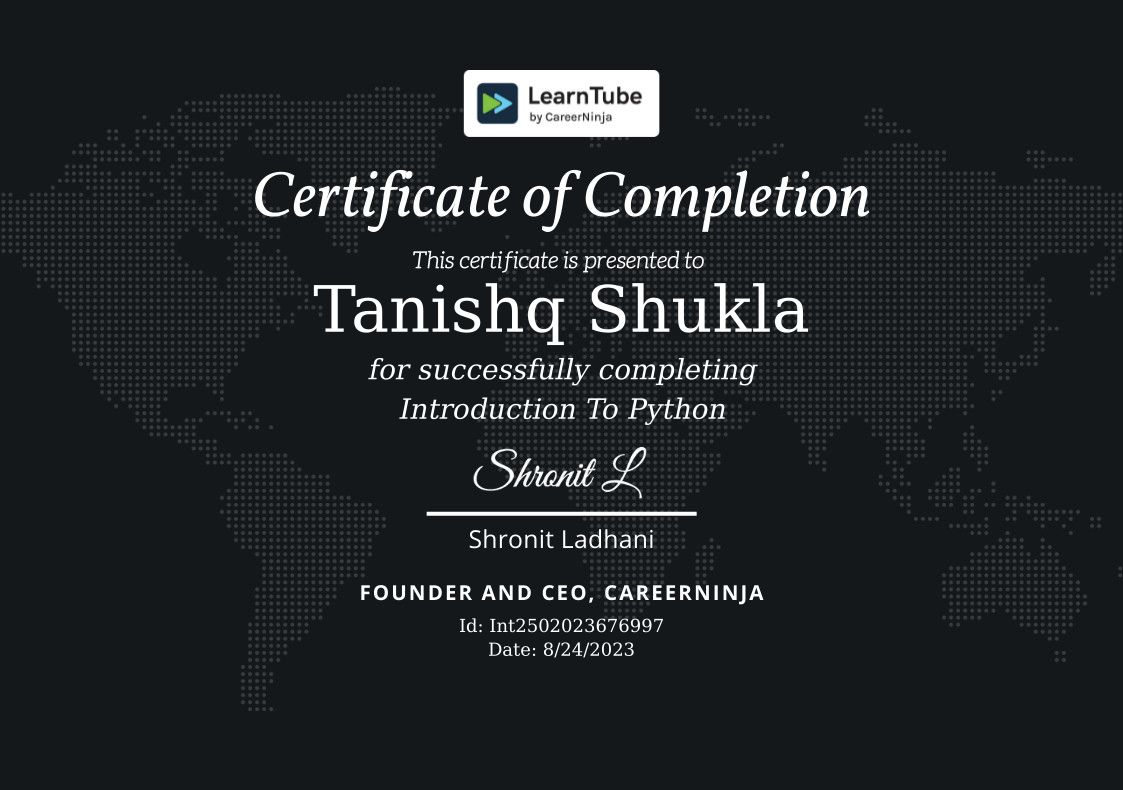 LearnTube
by CareerNinja
Certificate of Completion
This certificate is presented to
Tanishq Shukla
for successfully completing
Introduction To Python
Shronit L
Shronit Ladhani
FOUNDER AND CEO, CAREERNINJA
Id: Int2502023676997
Date: 8/24/2023